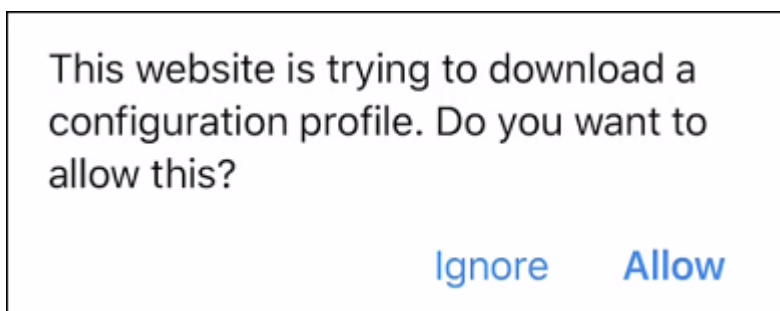 This website is trying to download a
configuration profile. Do you want to
allow this?
Ignore Allow